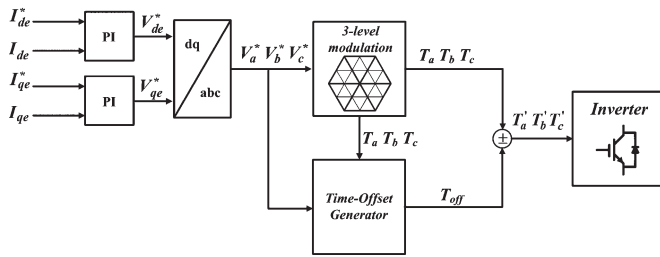 I*de
Ide
PI
V*de
I*qe
Iqe
PI
V*qe
dq
abc
V*a V*b V*c
3-level
modulation
Ta Tb Tc
Ta Tb Tc
Time-Offset
Generator
Toff
±
T'a T'b T'c
Inverter